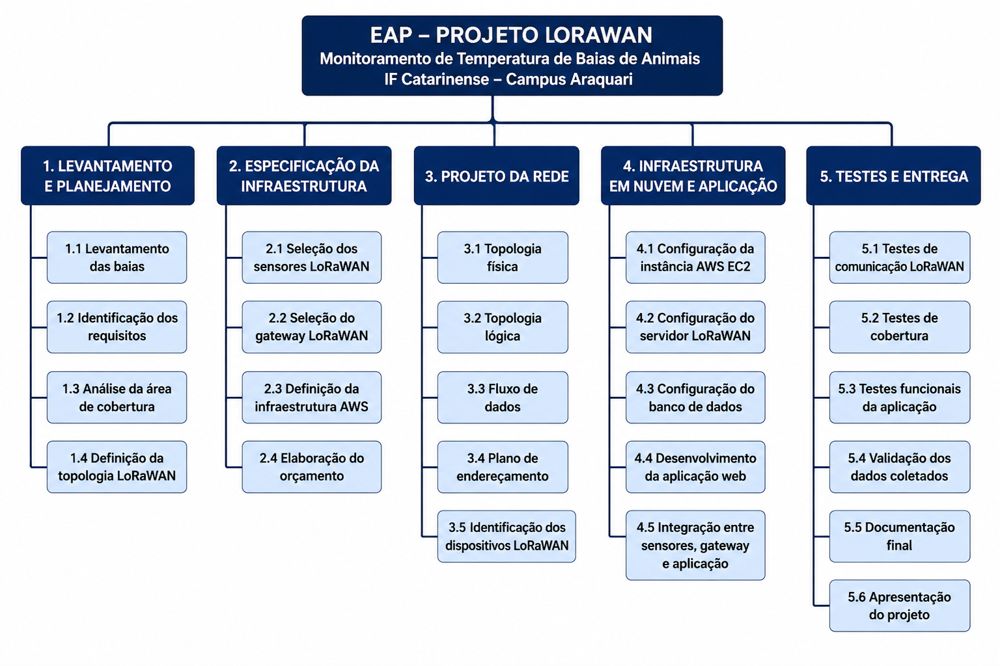 EAP – PROJETO LORAWAN
Monitoramento de Temperatura de Baias de Animais
IF Catarinense – Campus Araquari
1. LEVANTAMENTO
E PLANEJAMENTO
1.1 Levantamento
das baias
1.2 Identificação dos
requisitos
1.3 Análise da área
de cobertura
1.4 Definição da
topologia LoRaWAN
2. ESPECIFICAÇÃO DA
INFRAESTRUTURA
2.1 Seleção dos
sensores LoRaWAN
2.2 Seleção do
gateway LoRaWAN
2.3 Definição da
infraestrutura AWS
2.4 Elaboração do
orçamento
3. PROJETO DA REDE
3.1 Topologia
física
3.2 Topologia
lógica
3.3 Fluxo de
dados
3.4 Plano de
endereçamento
3.5 Identificação dos
dispositivos LoRaWAN
4. INFRAESTRUTURA
EM NUVEM E APLICAÇÃO
4.1 Configuração da
instância AWS EC2
4.2 Configuração do
servidor LoRaWAN
4.3 Configuração do
banco de dados
4.4 Desenvolvimento
da aplicação web
4.5 Integração entre
sensores, gateway
e aplicação
5. TESTES E ENTREGA
5.1 Testes de
comunicação LoRaWAN
5.2 Testes de
cobertura
5.3 Testes funcionais
da aplicação
5.4 Validação dos
dados coletados
5.5 Documentação
final
5.6 Apresentação
do projeto